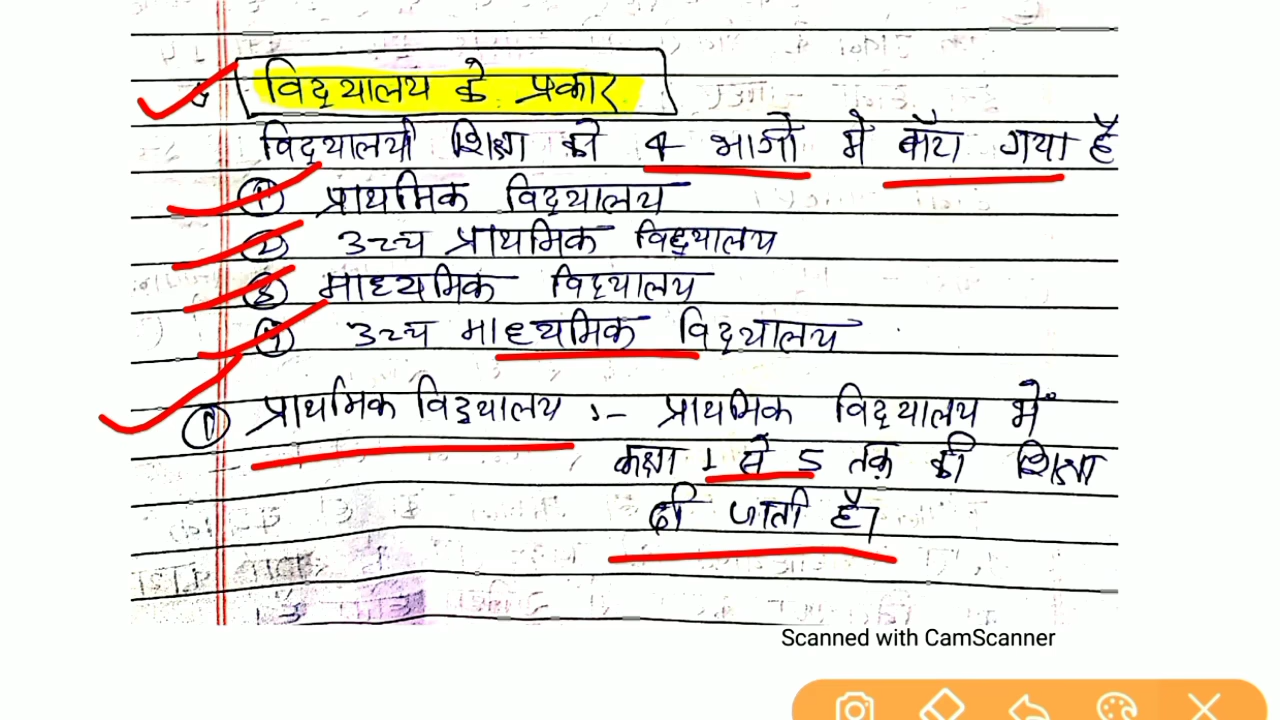 विद्यालय के प्रकार
विद्यालयी शिक्षा को 4 भागो मे बाँटा गया है
① प्राथमिक विद्यालय
② उच्च प्राथमिक विद्यालय
③ माध्यमिक विद्यालय
④ उच्च माध्यमिक विद्यालय
① प्राथमिक विद्यालय :- प्राथमिक विद्यालय में
कक्षा 1 से 5 तक की शिक्षा
दी जाती है।
Scanned with CamScanner